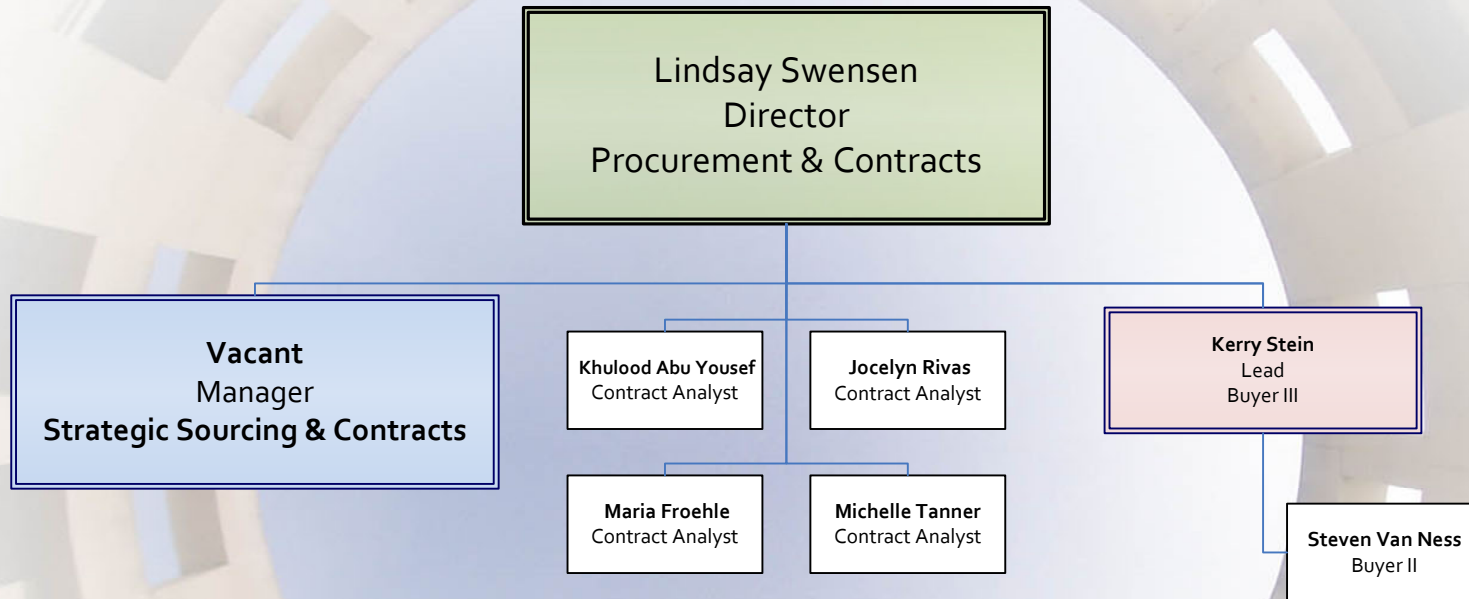 Lindsay Swensen
Director
Procurement & Contracts
Vacant
Manager
Strategic Sourcing & Contracts
Khulood Abu Yousef
Contract Analyst
Jocelyn Rivas
Contract Analyst
Kerry Stein
Lead
Buyer III
Maria Froehle
Contract Analyst
Michelle Tanner
Contract Analyst
Steven Van Ness
Buyer II